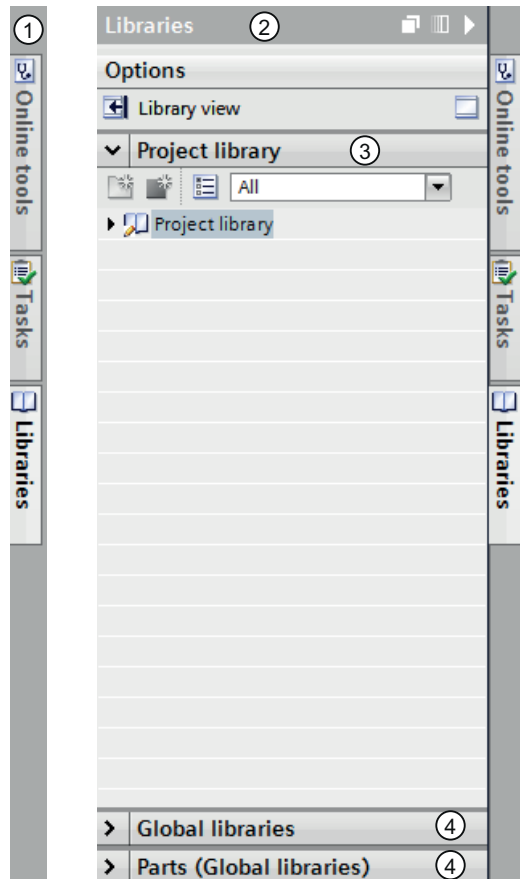 1
Online tools
Tasks
Libraries
Libraries 2
Options
Library view
Project library 3
All
Project library
Global libraries 4
Parts (Global libraries) 4
Online tools
Tasks
Libraries